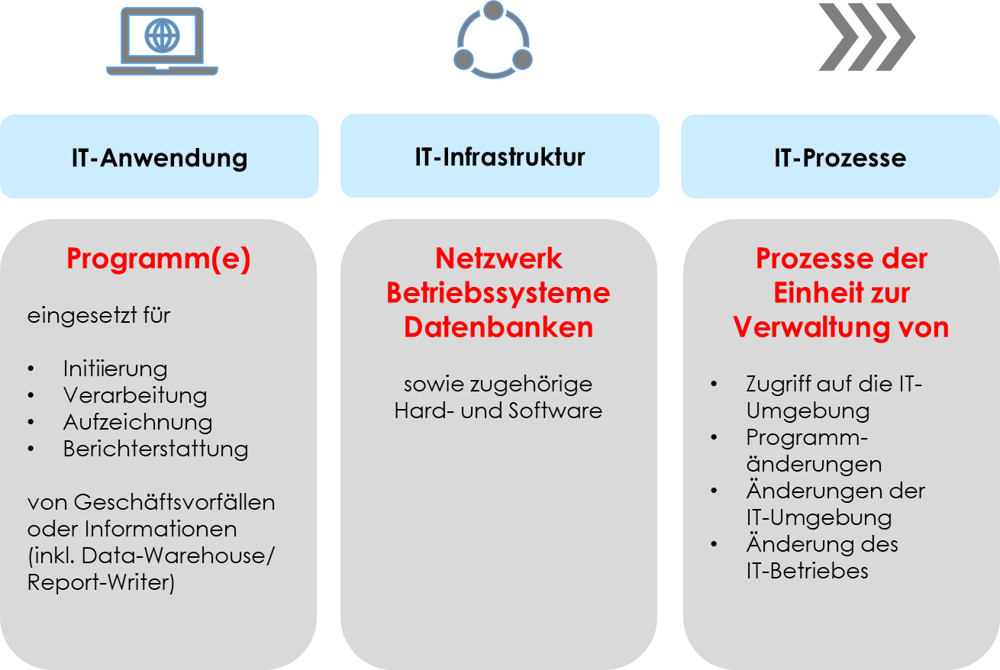 IT-Anwendung
Programm(e)
eingesetzt für
• Initiierung
• Verarbeitung
• Aufzeichnung
• Berichterstattung
von Geschäftsvorfällen
oder Informationen
(inkl. Data-Warehouse/
Report-Writer)
IT-Infrastruktur
Netzwerk
Betriebssysteme
Datenbanken
sowie zugehörige
Hard- und Software
IT-Prozesse
Prozesse der
Einheit zur
Verwaltung von
• Zugriff auf die IT-
Umgebung
• Programm-
änderungen
• Änderungen der
IT-Umgebung
• Änderung des
IT-Betriebes